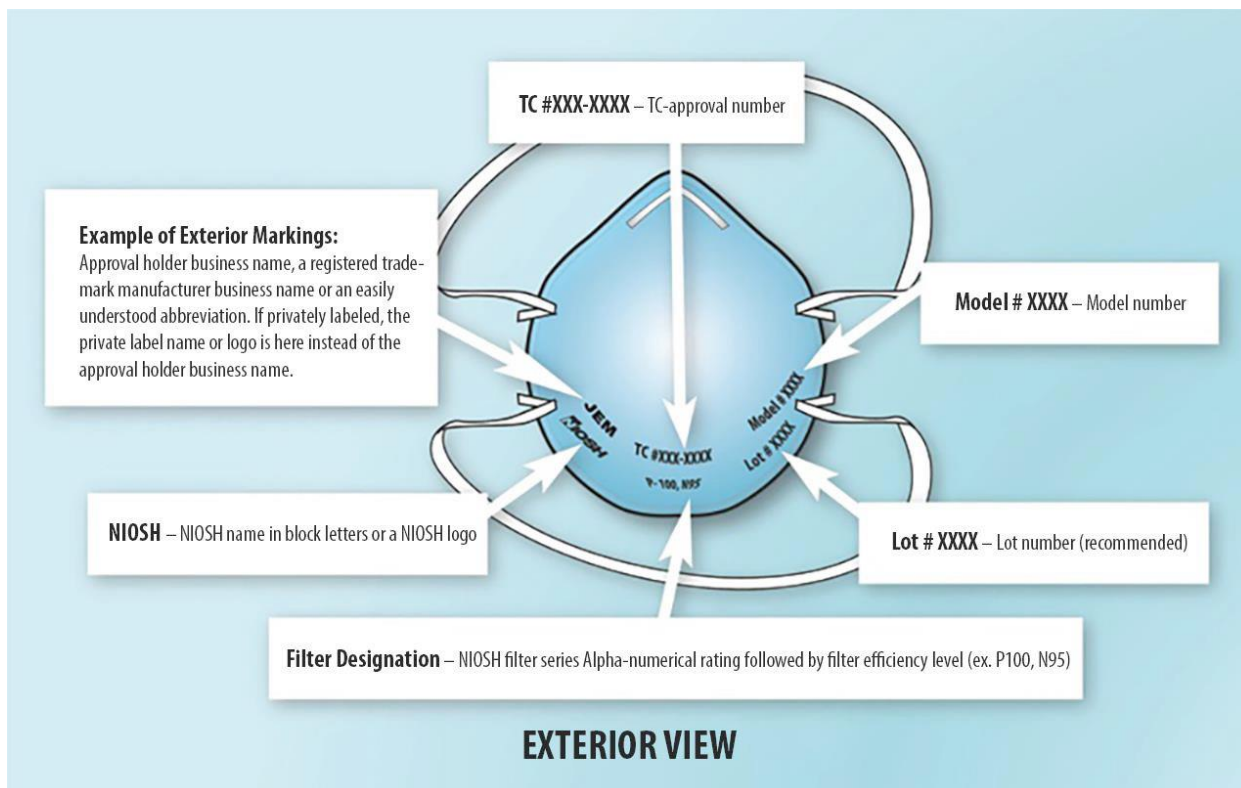 TC #XXX-XXXX – TC-approval number
Example of Exterior Markings:
Approval holder business name, a registered trade-
mark manufacturer business name or an easily
understood abbreviation. If privately labeled, the
private label name or logo is here instead of the
approval holder business name.
Model # XXXX – Model number
JEM
NIOSH
TC #XXX-XXXX
P-100, N95
Model # XXXX
Lot # XXXX
NIOSH – NIOSH name in block letters or a NIOSH logo
Lot # XXXX – Lot number (recommended)
Filter Designation – NIOSH filter series Alpha-numerical rating followed by filter efficiency level (ex. P100, N95)
EXTERIOR VIEW